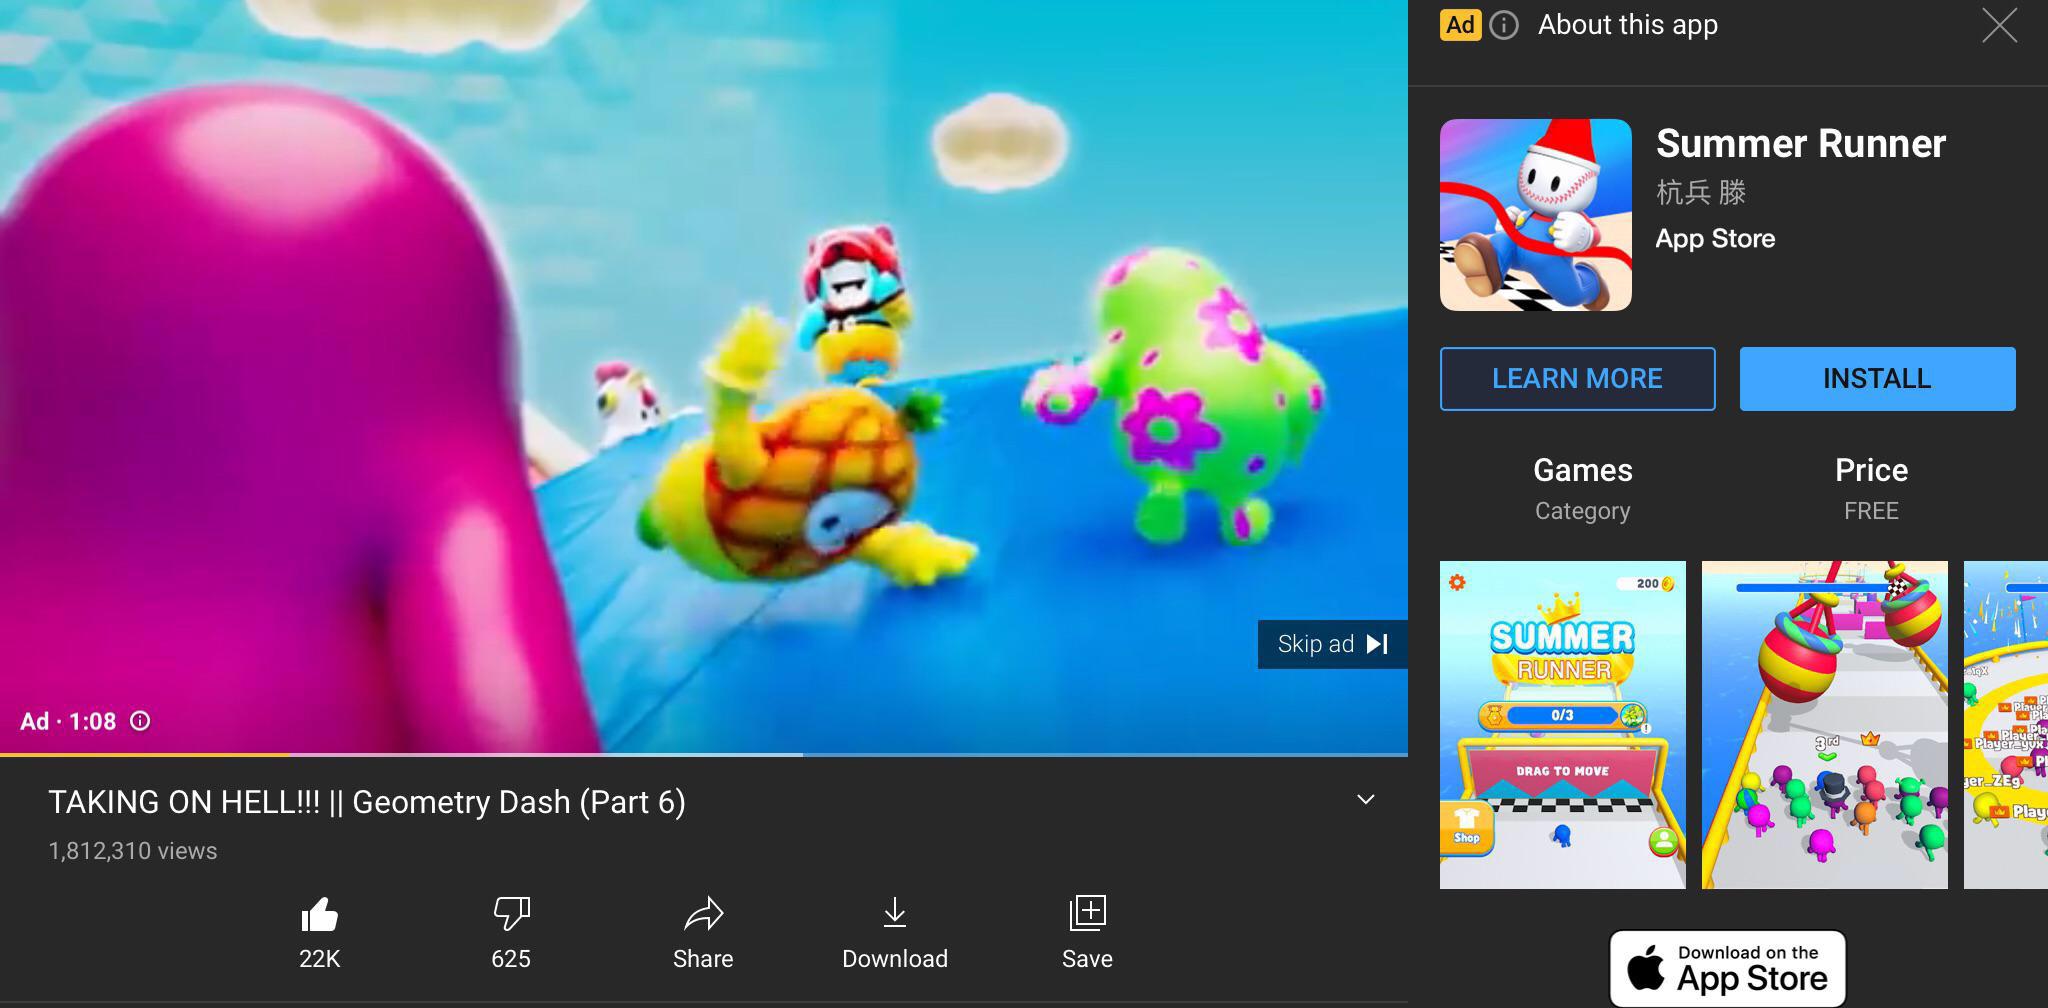 Skip ad
Ad · 1:08
TAKING ON HELL!!! || Geometry Dash (Part 6)
1,812,310 views
22K
625
Share
Download
Save
Ad
About this app
Summer Runner
杭兵 滕
App Store
LEARN MORE
INSTALL
Games
Category
Price
FREE
200
SUMMER
RUNNER
0/3
DRAG TO MOVE
Shop
3rd
Player_yvx
yer_ZEg
Download on the
App Store